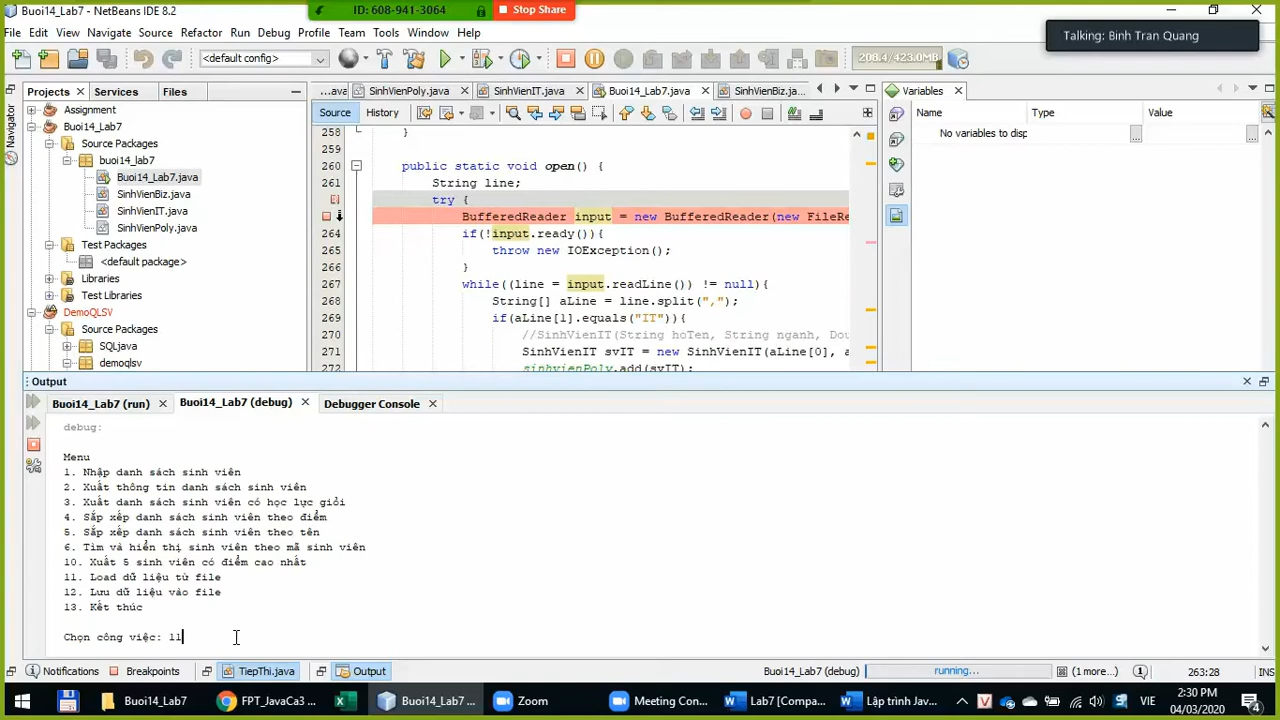 Buoi14_Lab7 - NetBeans IDE 8.2
ID: 608-941-3064
Stop Share
Talking: Binh Tran Quang
File Edit View Navigate Source Refactor Run Debug Profile Team Tools Window Help
<default config>
208.4/423.0MB
Projects Services Files
...ava SinhVienPoly.java SinhVienIT.java Buoi14_Lab7.java SinhVienBiz.ja...
Variables
Navigator
Assignment
Buoi14_Lab7
Source Packages
buoi14_lab7
Buoi14_Lab7.java
SinhVienBiz.java
SinhVienIT.java
SinhVienPoly.java
Test Packages
<default package>
Libraries
Test Libraries
DemoQLSV
Source Packages
SQL.java
demoqlsv
Source History
258 }
259
260 public static void open() {
261 String line;
try {
BufferedReader input = new BufferedReader(new FileRe
264 if(!input.ready()){
265 throw new IOException();
266 }
267 while((line = input.readLine()) != null){
268 String[] aLine = line.split(",");
269 if(aLine[1].equals("IT")){
270 //SinhVienIT(String hoTen, String nganh, Dou
271 SinhVienIT svIT = new SinhVienIT(aLine[0], a
272 sinhvienPoly.add(svIT);
Name Type Value
No variables to disp
Output
Buoi14_Lab7 (run) Buoi14_Lab7 (debug) Debugger Console
debug:
Menu
1. Nhập danh sách sinh viên
2. Xuất thông tin danh sách sinh viên
3. Xuất danh sách sinh viên có học lực giỏi
4. Sắp xếp danh sách sinh viên theo điểm
5. Sắp xếp danh sách sinh viên theo tên
6. Tìm và hiển thị sinh viên theo mã sinh viên
10. Xuất 5 sinh viên có điểm cao nhất
11. Load dữ liệu từ file
12. Lưu dữ liệu vào file
13. Kết thúc
Chọn công việc: 11
Notifications Breakpoints TiepThi.java Output
Buoi14_Lab7 (debug) running... (1 more...) 263:28 INS
Buoi14_Lab7 FPT_JavaCa3 ... Buoi14_Lab7 ... Zoom Meeting Con... Lab7 [Compa... Lập trình Jav...
VIE
2:30 PM
04/03/2020
4